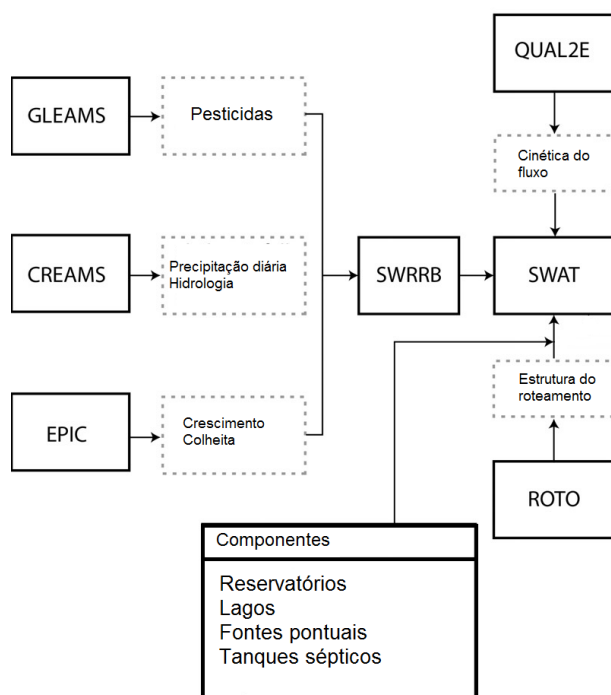 QUAL2E
GLEAMS
Pesticidas
Cinética do
fluxo
CREAMS
Precipitação diária
Hidrologia
SWRRB
SWAT
Estrutura do
roteamento
EPIC
Crescimento
Colheita
ROTO
Componentes
Reservatórios
Lagos
Fontes pontuais
Tanques sépticos